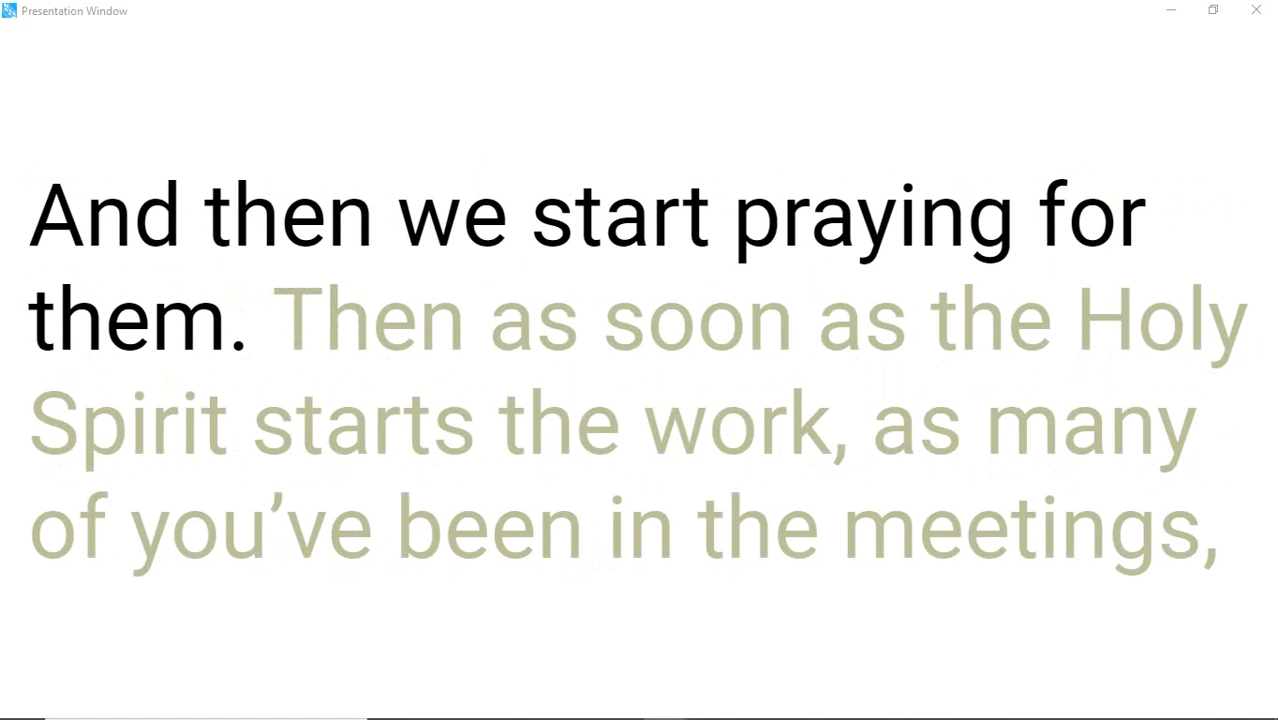 Presentation Window
And then we start praying for
them. Then as soon as the Holy
Spirit starts the work, as many
of you’ve been in the meetings,